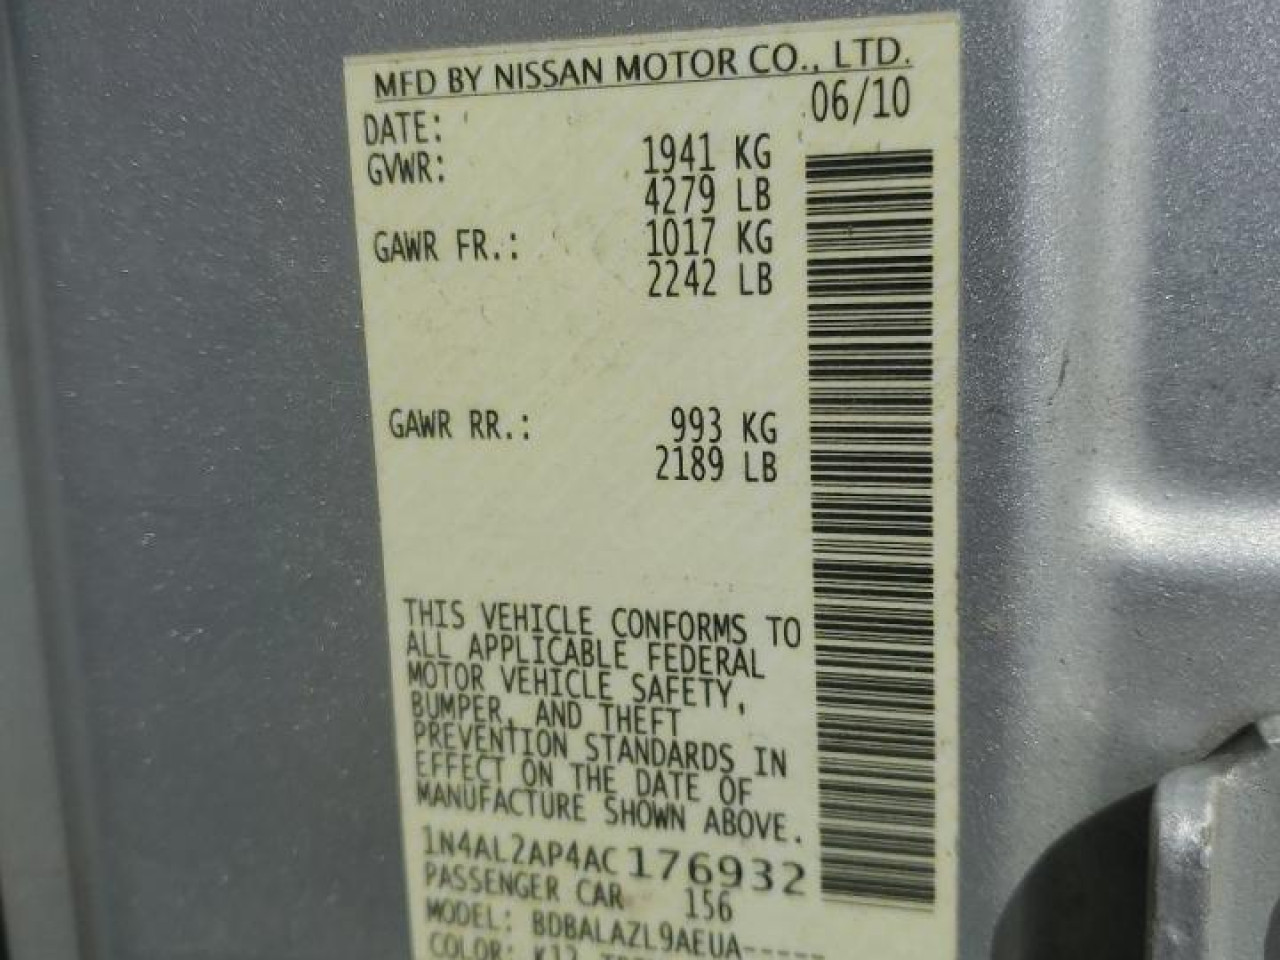 MFD BY NISSAN MOTOR CO., LTD.
DATE: 06/10
GVWR: 1941 KG
4279 LB
GAWR FR.: 1017 KG
2242 LB
GAWR RR.: 993 KG
2189 LB
THIS VEHICLE CONFORMS TO
ALL APPLICABLE FEDERAL
MOTOR VEHICLE SAFETY,
BUMPER, AND THEFT
PREVENTION STANDARDS IN
EFFECT ON THE DATE OF
MANUFACTURE SHOWN ABOVE.
1N4AL2AP4AC176932
PASSENGER CAR 156
MODEL: BDBALAZL9AEUA-----
COLOR: K12